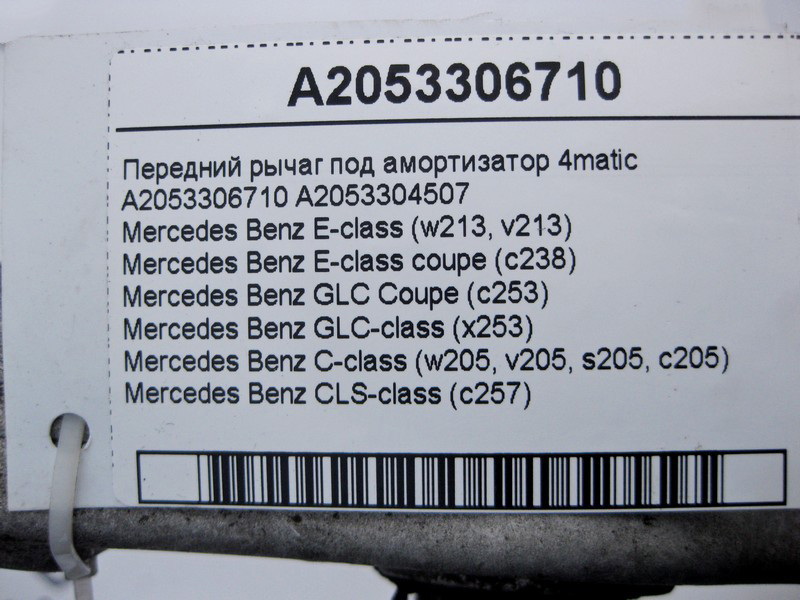 A2053306710
Передний рычаг под амортизатор 4matic
A2053306710 A2053304507
Mercedes Benz E-class (w213, v213)
Mercedes Benz E-class coupe (c238)
Mercedes Benz GLC Coupe (c253)
Mercedes Benz GLC-class (x253)
Mercedes Benz C-class (w205, v205, s205, c205)
Mercedes Benz CLS-class (c257)